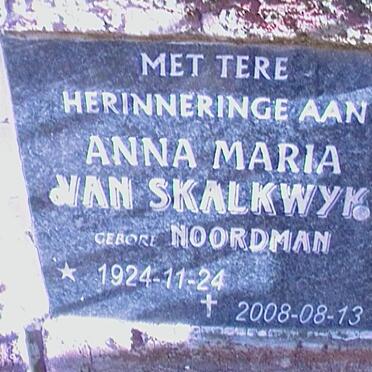 MET TERE
HERINNERINGE AAN
ANNA MARIA
VAN SKALKWYK
GEBORE NOORDMAN
* 1924-11-24
† 2008-08-13